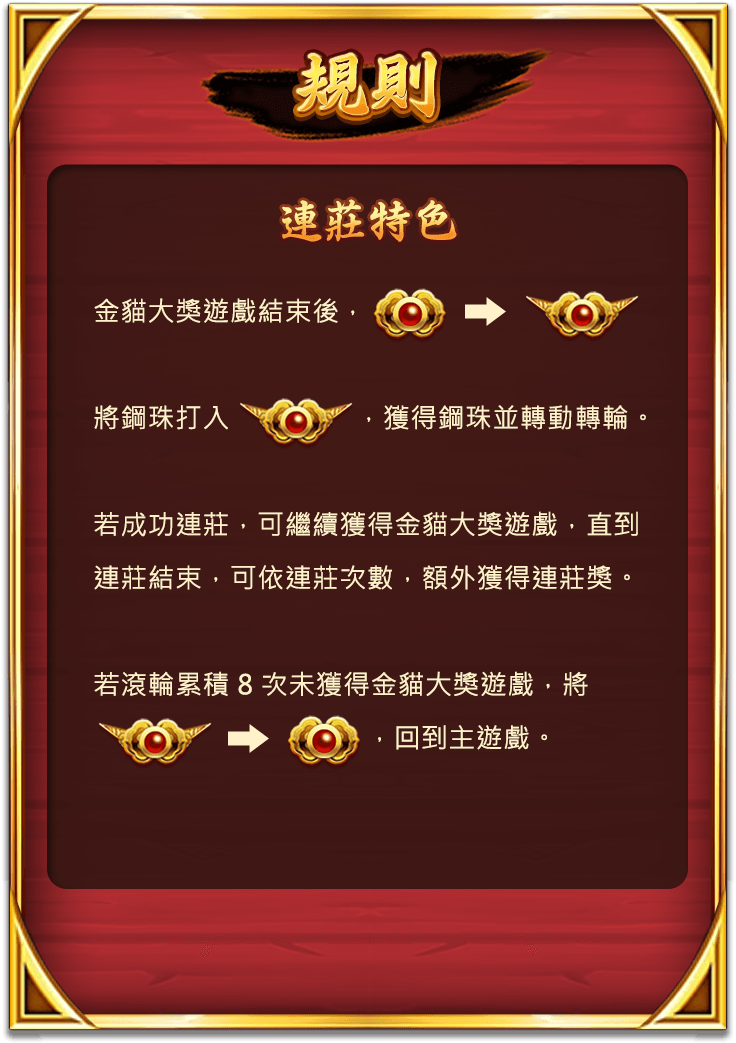 規則
連莊特色
金貓大獎遊戲結束後，
將鋼珠打入，獲得鋼珠並轉動轉輪。
若成功連莊，可繼續獲得金貓大獎遊戲，直到
連莊結束，可依連莊次數，額外獲得連莊獎。
若滾輪累積 8 次未獲得金貓大獎遊戲，將
，回到主遊戲。